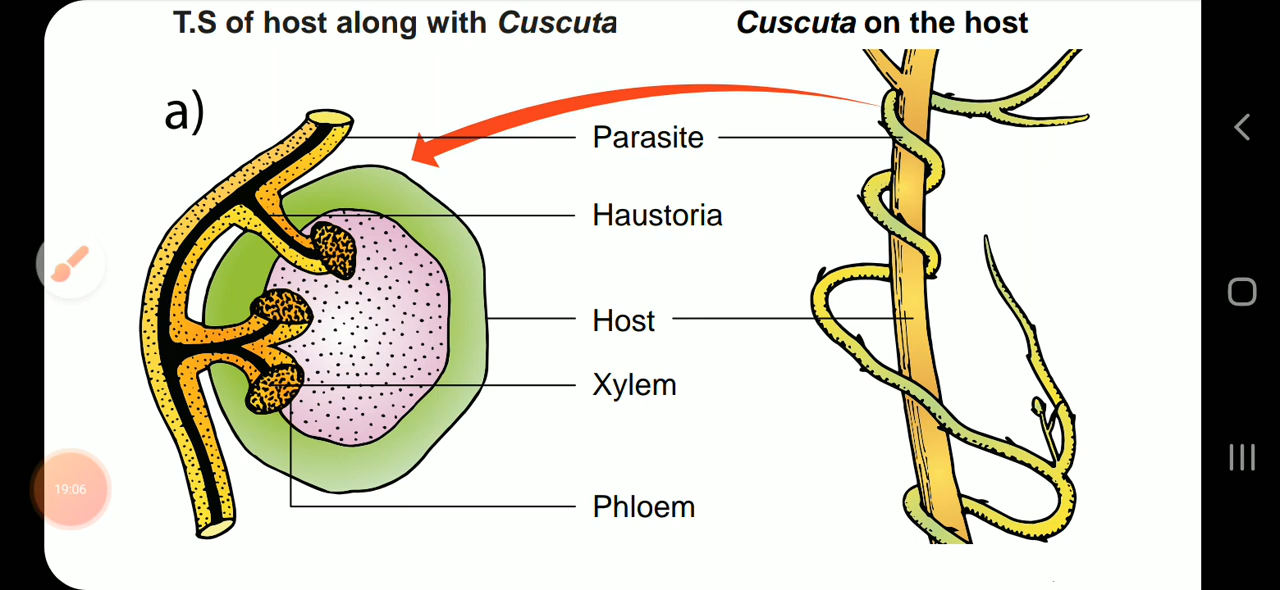 T.S of host along with Cuscuta
Cuscuta on the host
a)
Parasite
Haustoria
Host
Xylem
Phloem
19:06